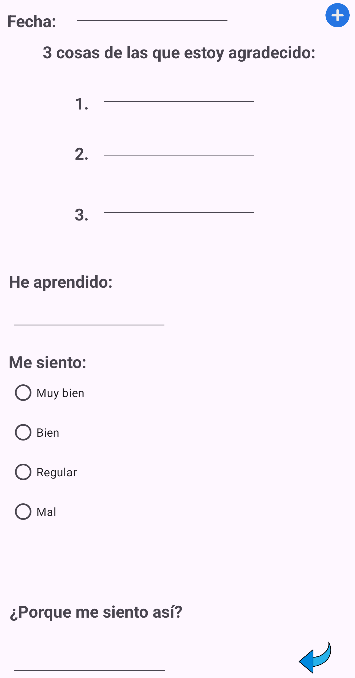 Fecha:
3 cosas de las que estoy agradecido:
1.
2.
3.
He aprendido:
Me siento:
Muy bien
Bien
Regular
Mal
¿Porque me siento así?